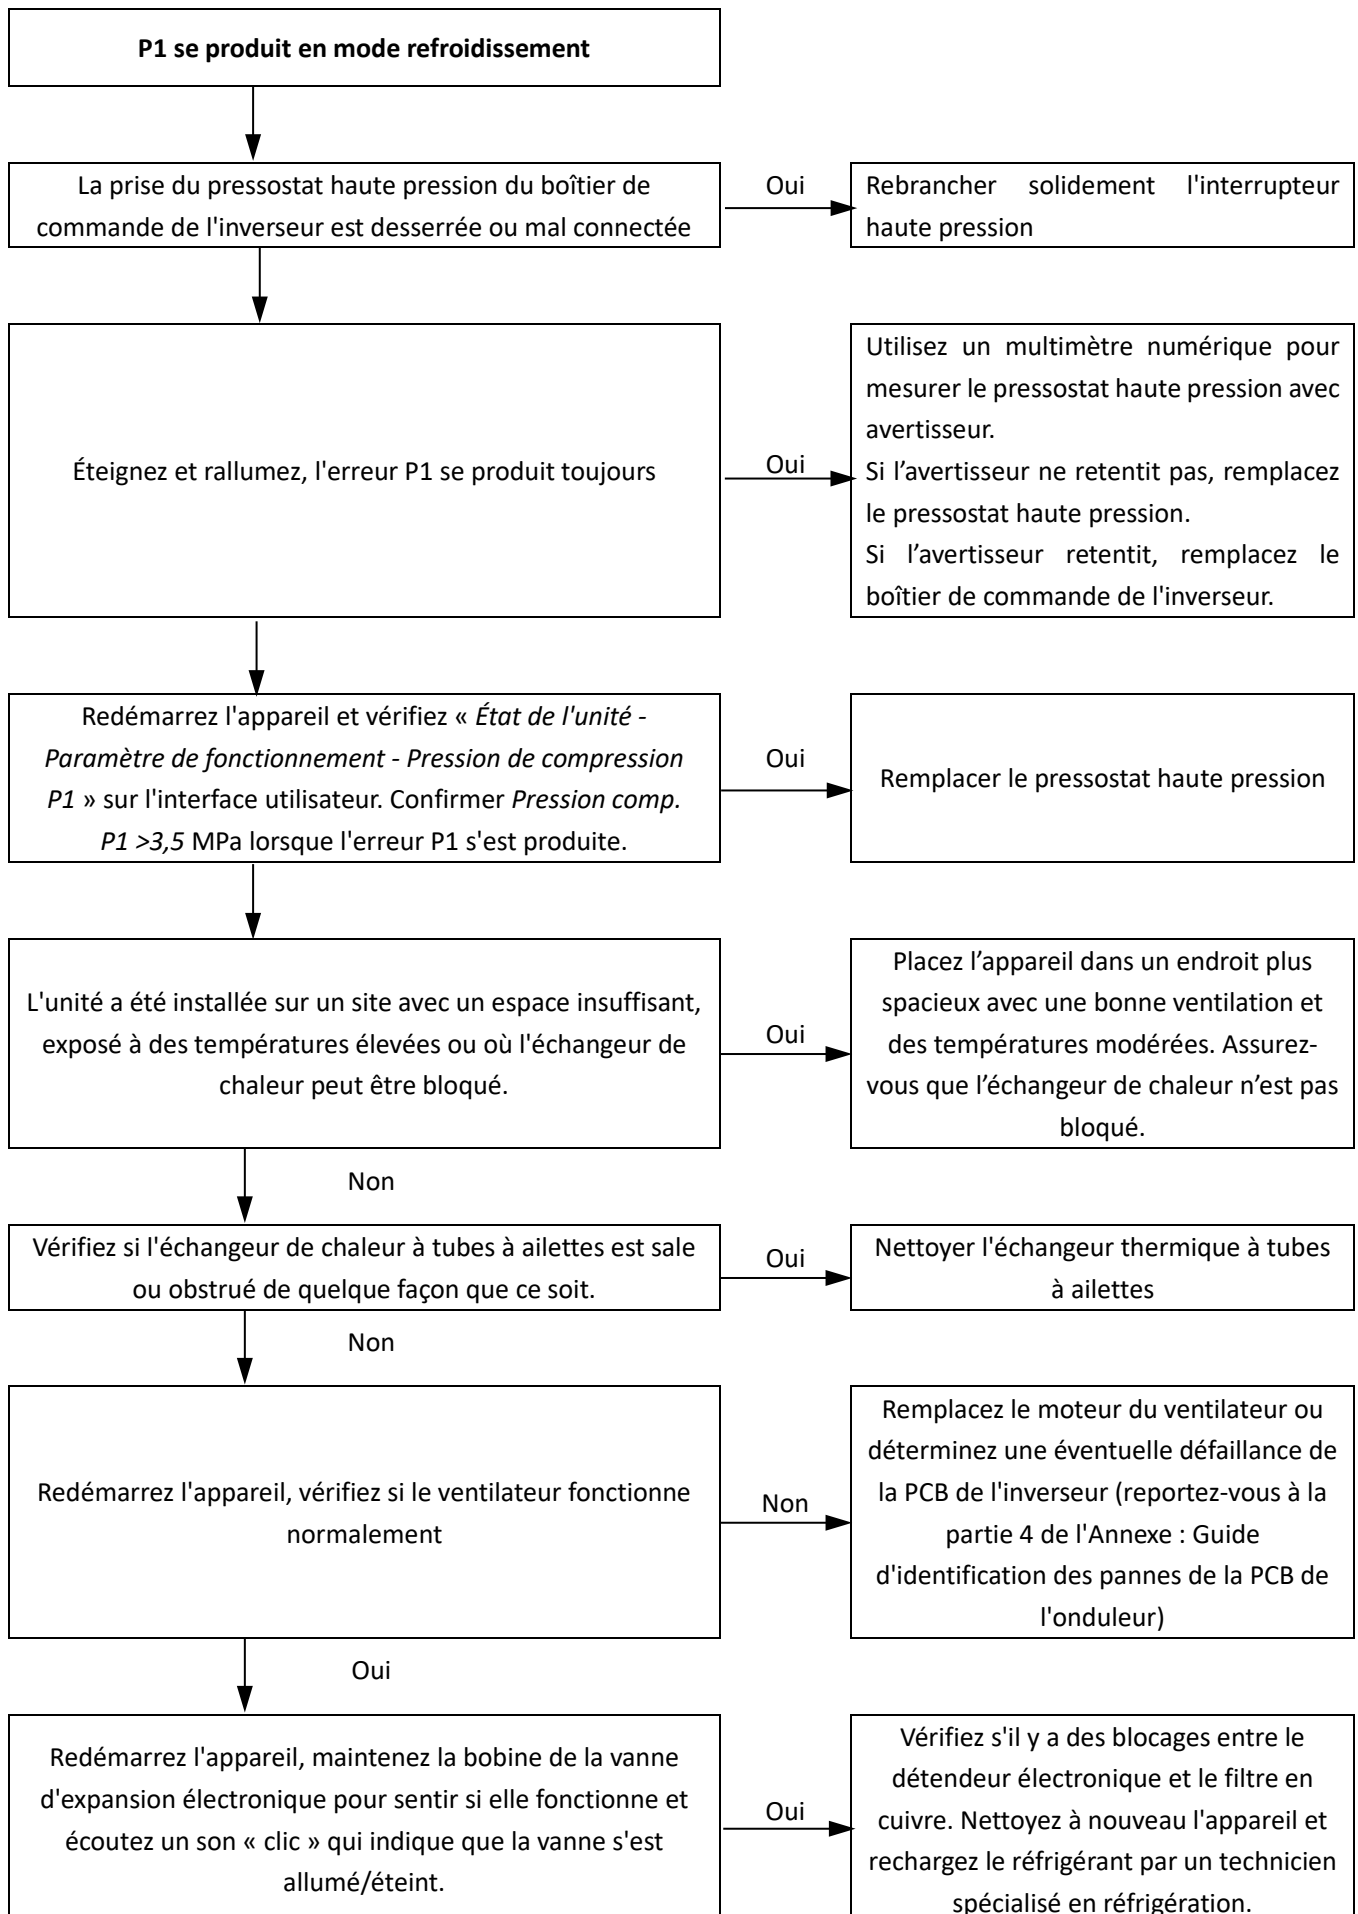 P1 se produit en mode refroidissement
La prise du pressostat haute pression du boîtier de
commande de l'inverseur est desserrée ou mal connectée
Oui
Rebrancher solidement l'interrupteur
haute pression
Éteignez et rallumez, l'erreur P1 se produit toujours
Oui
Utilisez un multimètre numérique pour
mesurer le pressostat haute pression avec
avertisseur.
Si l’avertisseur ne retentit pas, remplacez
le pressostat haute pression.
Si l’avertisseur retentit, remplacez le
boîtier de commande de l'inverseur.
Redémarrez l'appareil et vérifiez « État de l'unité -
Paramètre de fonctionnement - Pression de compression
P1 » sur l'interface utilisateur. Confirmer Pression comp.
P1 >3,5 MPa lorsque l'erreur P1 s'est produite.
Oui
Remplacer le pressostat haute pression
L'unité a été installée sur un site avec un espace insuffisant,
exposé à des températures élevées ou où l'échangeur de
chaleur peut être bloqué.
Oui
Placez l’appareil dans un endroit plus
spacieux avec une bonne ventilation et
des températures modérées. Assurez-
vous que l’échangeur de chaleur n’est pas
bloqué.
Non
Vérifiez si l'échangeur de chaleur à tubes à ailettes est sale
ou obstrué de quelque façon que ce soit.
Oui
Nettoyer l'échangeur thermique à tubes
à ailettes
Non
Redémarrez l'appareil, vérifiez si le ventilateur fonctionne
normalement
Non
Remplacez le moteur du ventilateur ou
déterminez une éventuelle défaillance de
la PCB de l'inverseur (reportez-vous à la
partie 4 de l'Annexe : Guide
d'identification des pannes de la PCB de
l'onduleur)
Oui
Redémarrez l'appareil, maintenez la bobine de la vanne
d'expansion électronique pour sentir si elle fonctionne et
écoutez un son « clic » qui indique que la vanne s'est
allumé/éteint.
Oui
Vérifiez s'il y a des blocages entre le
détendeur électronique et le filtre en
cuivre. Nettoyez à nouveau l'appareil et
rechargez le réfrigérant par un technicien
spécialisé en réfrigération.